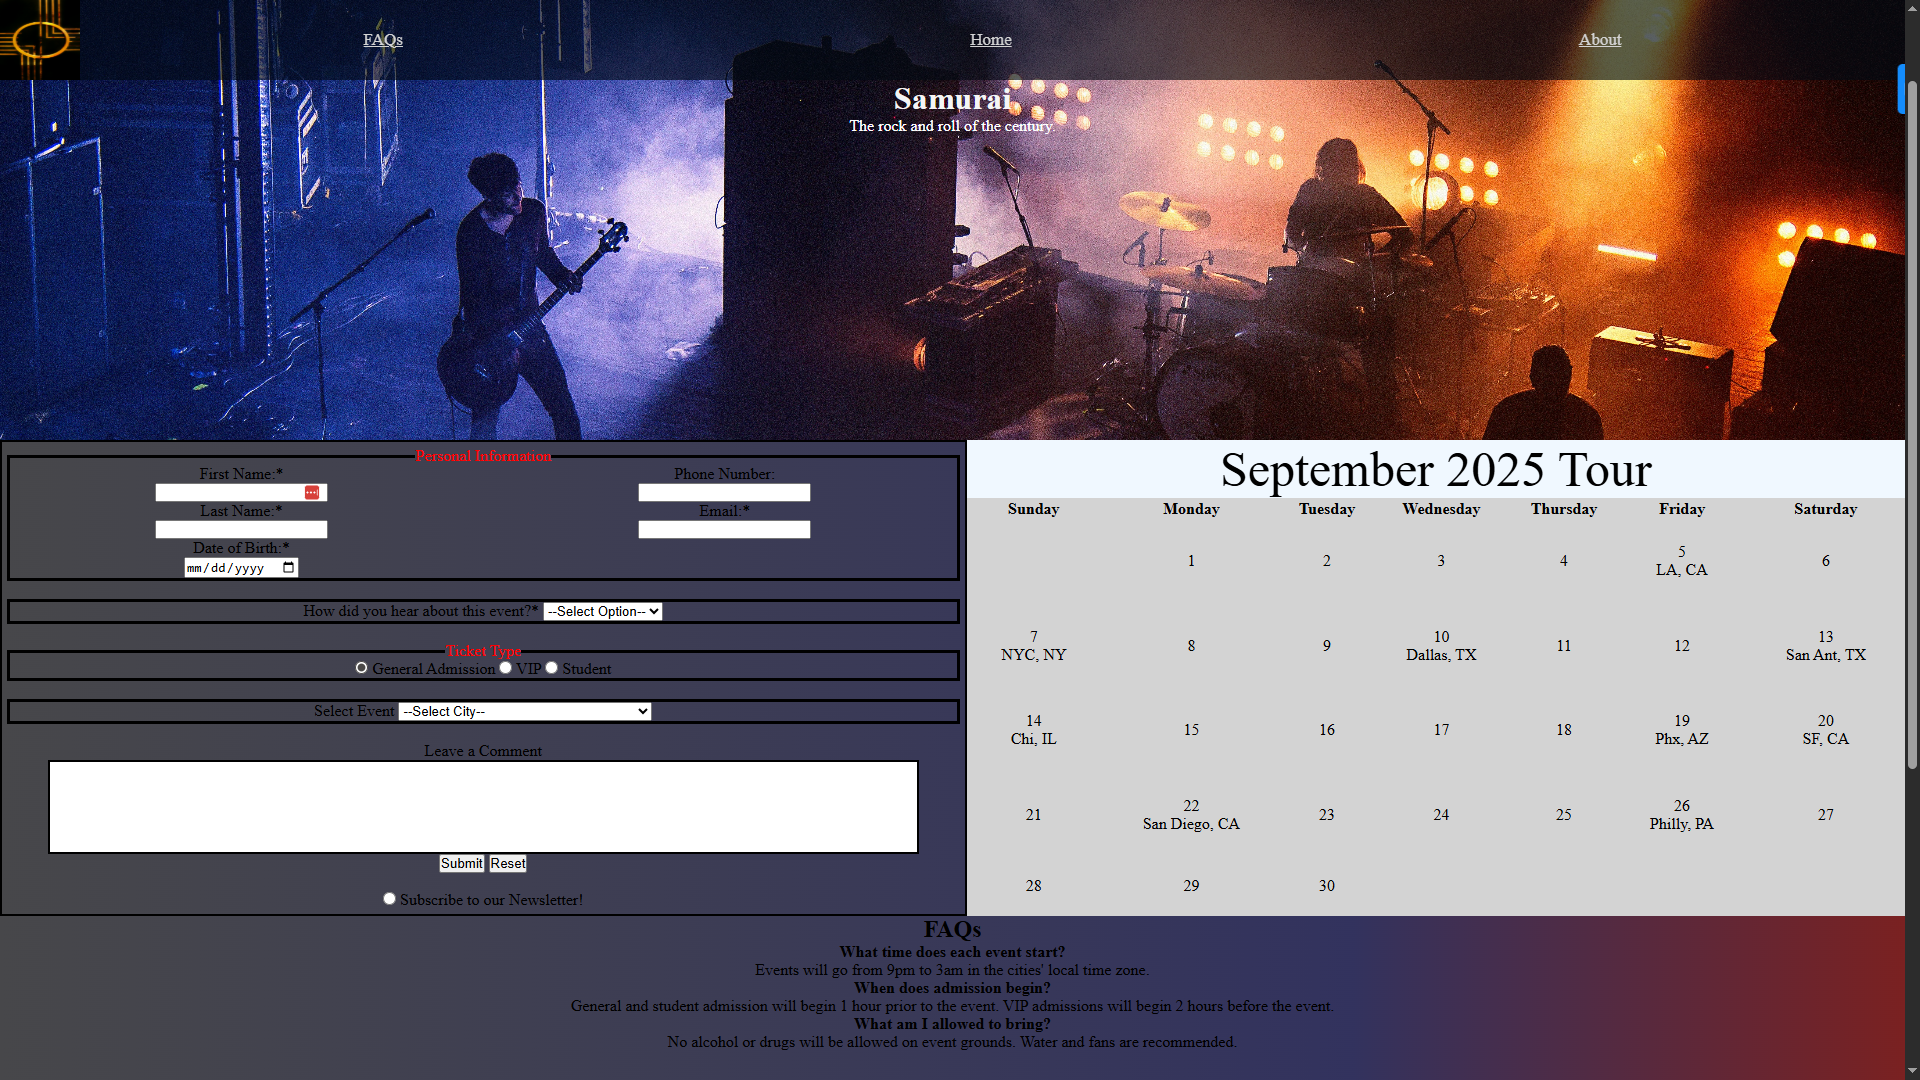 FAQs Home About
Samurai
The rock and roll of the century.
Personal Information
First Name:* Phone Number:
Last Name:* Email:*
Date of Birth:*
mm/dd/yyyy
How did you hear about this event?* --Select Option--
Ticket Type
General Admission VIP Student
Select Event --Select City--
Leave a Comment
Submit Reset
Subscribe to our Newsletter!
September 2025 Tour
Sunday Monday Tuesday Wednesday Thursday Friday Saturday
1 2 3 4 5 6
LA, CA
7 8 9 10 11 12 13
NYC, NY Dallas, TX San Ant, TX
14 15 16 17 18 19 20
Chi, IL Phx, AZ SF, CA
21 22 23 24 25 26 27
San Diego, CA Philly, PA
28 29 30
FAQs
What time does each event start?
Events will go from 9pm to 3am in the cities' local time zone.
When does admission begin?
General and student admission will begin 1 hour prior to the event. VIP admissions will begin 2 hours before the event.
What am I allowed to bring?
No alcohol or drugs will be allowed on event grounds. Water and fans are recommended.